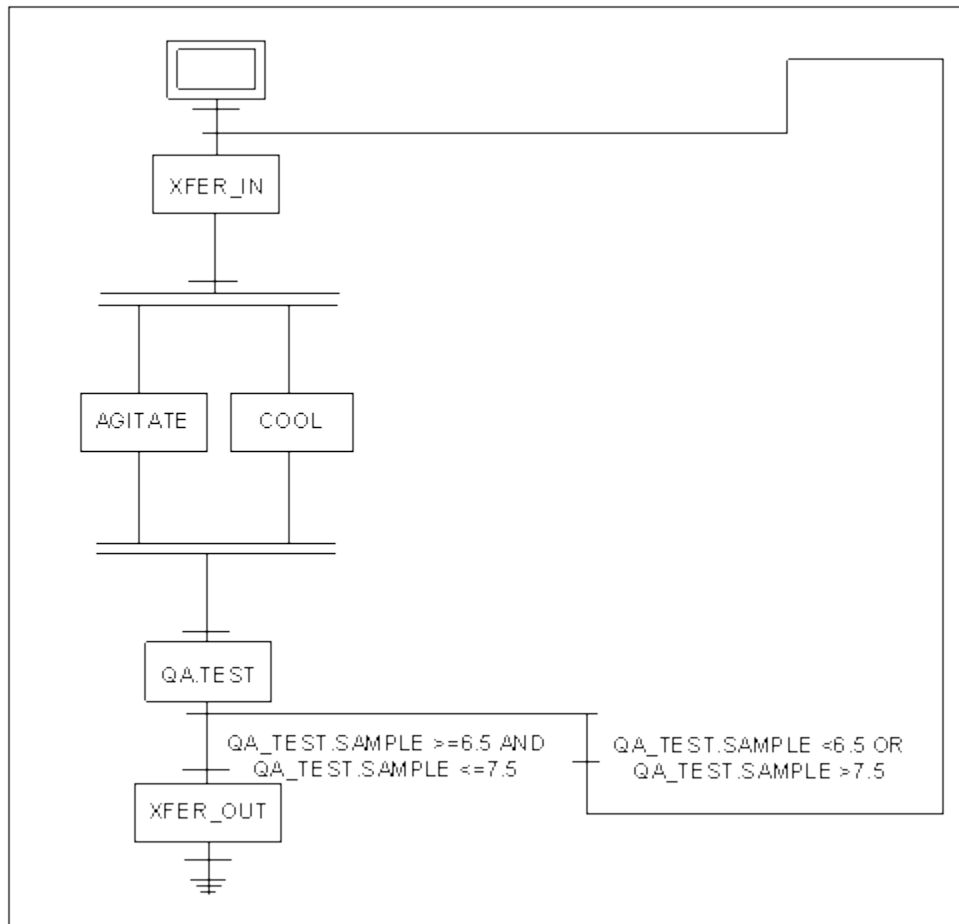 XFER_IN
AGITATE
COOL
QA.TEST
QA_TEST.SAMPLE >=6.5 AND
QA_TEST.SAMPLE <=7.5
QA_TEST.SAMPLE <6.5 OR
QA_TEST.SAMPLE >7.5
XFER_OUT